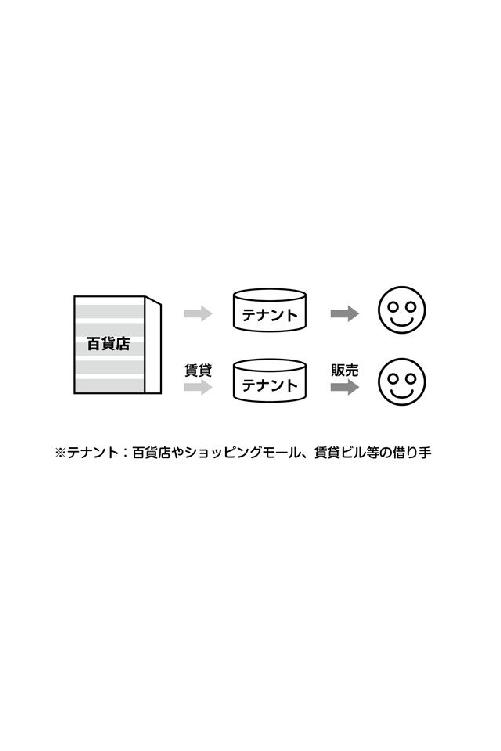 テナント
百貨店
賃貸
販売
テナント
※テナント：百貨店やショッピングモール、賃貸ビル等の借り手